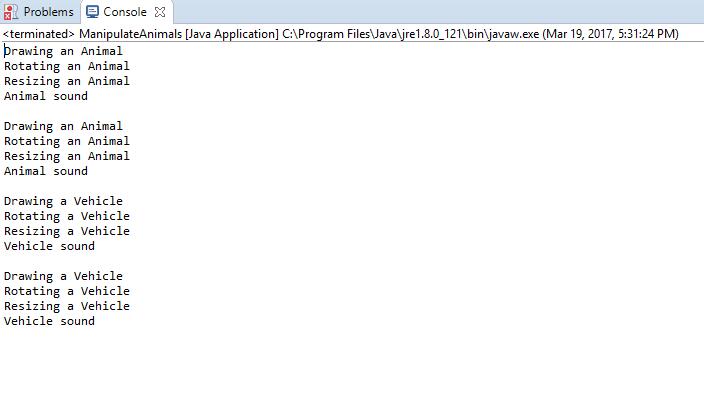 Problems Console
<terminated> ManipulateAnimals [Java Application] C:\Program Files\Java\jre1.8.0_121\bin\javaw.exe (Mar 19, 2017, 5:31:24 PM)
Drawing an Animal
Rotating an Animal
Resizing an Animal
Animal sound
Drawing an Animal
Rotating an Animal
Resizing an Animal
Animal sound
Drawing a Vehicle
Rotating a Vehicle
Resizing a Vehicle
Vehicle sound
Drawing a Vehicle
Rotating a Vehicle
Resizing a Vehicle
Vehicle sound